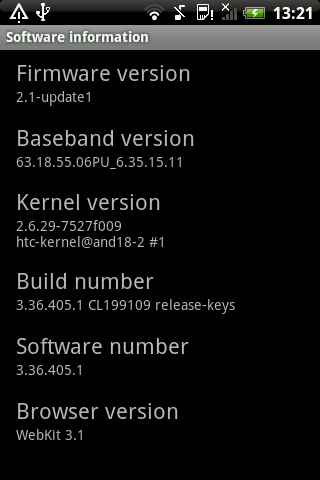 13:21
Software information
Firmware version
2.1-update1
Baseband version
63.18.55.06PU_6.35.15.11
Kernel version
2.6.29-7527f009
htc-kernel@and18-2 #1
Build number
3.36.405.1 CL199109 release-keys
Software number
3.36.405.1
Browser version
WebKit 3.1